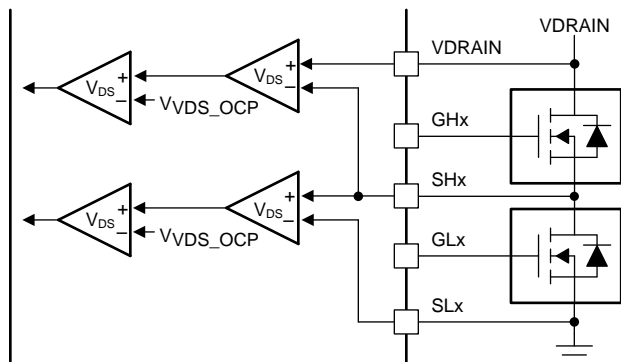 VDRAIN
VDRAIN
VDS
+
−
VDS
+
−
VVDS_OCP
GHx
SHx
VDS
+
−
VDS
+
−
VVDS_OCP
GLx
SLx